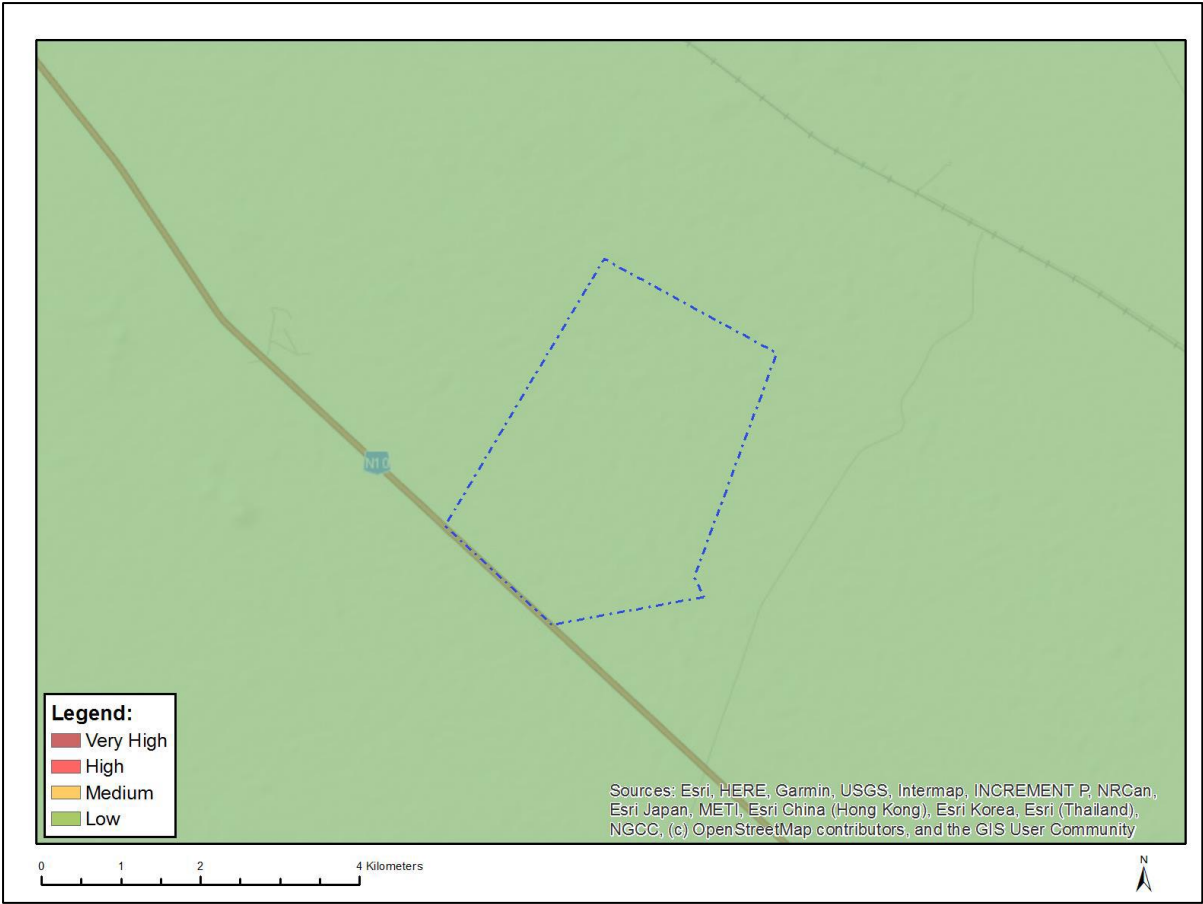 N10
Legend:
Very High
High
Medium
Low
Sources: Esri, HERE, Garmin, USGS, Intermap, INCREMENT P, NRCan,
Esri Japan, METI, Esri China (Hong Kong), Esri Korea, Esri (Thailand),
NGCC, (c) OpenStreetMap contributors, and the GIS User Community
0 1 2 4 Kilometers
N